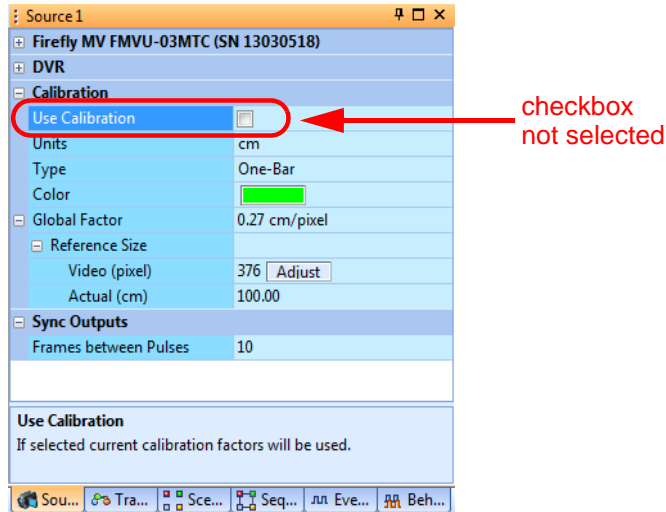 Source 1
Firefly MV FMVU-03MTC (SN 13030518)
DVR
Calibration
Use Calibration
checkbox
not selected
Units cm
Type One-Bar
Color
Global Factor 0.27 cm/pixel
Reference Size
Video (pixel) 376 Adjust
Actual (cm) 100.00
Sync Outputs
Frames between Pulses 10
Use Calibration
If selected current calibration factors will be used.
Sou... Tra... Sce... Seq... Eve... Beh...